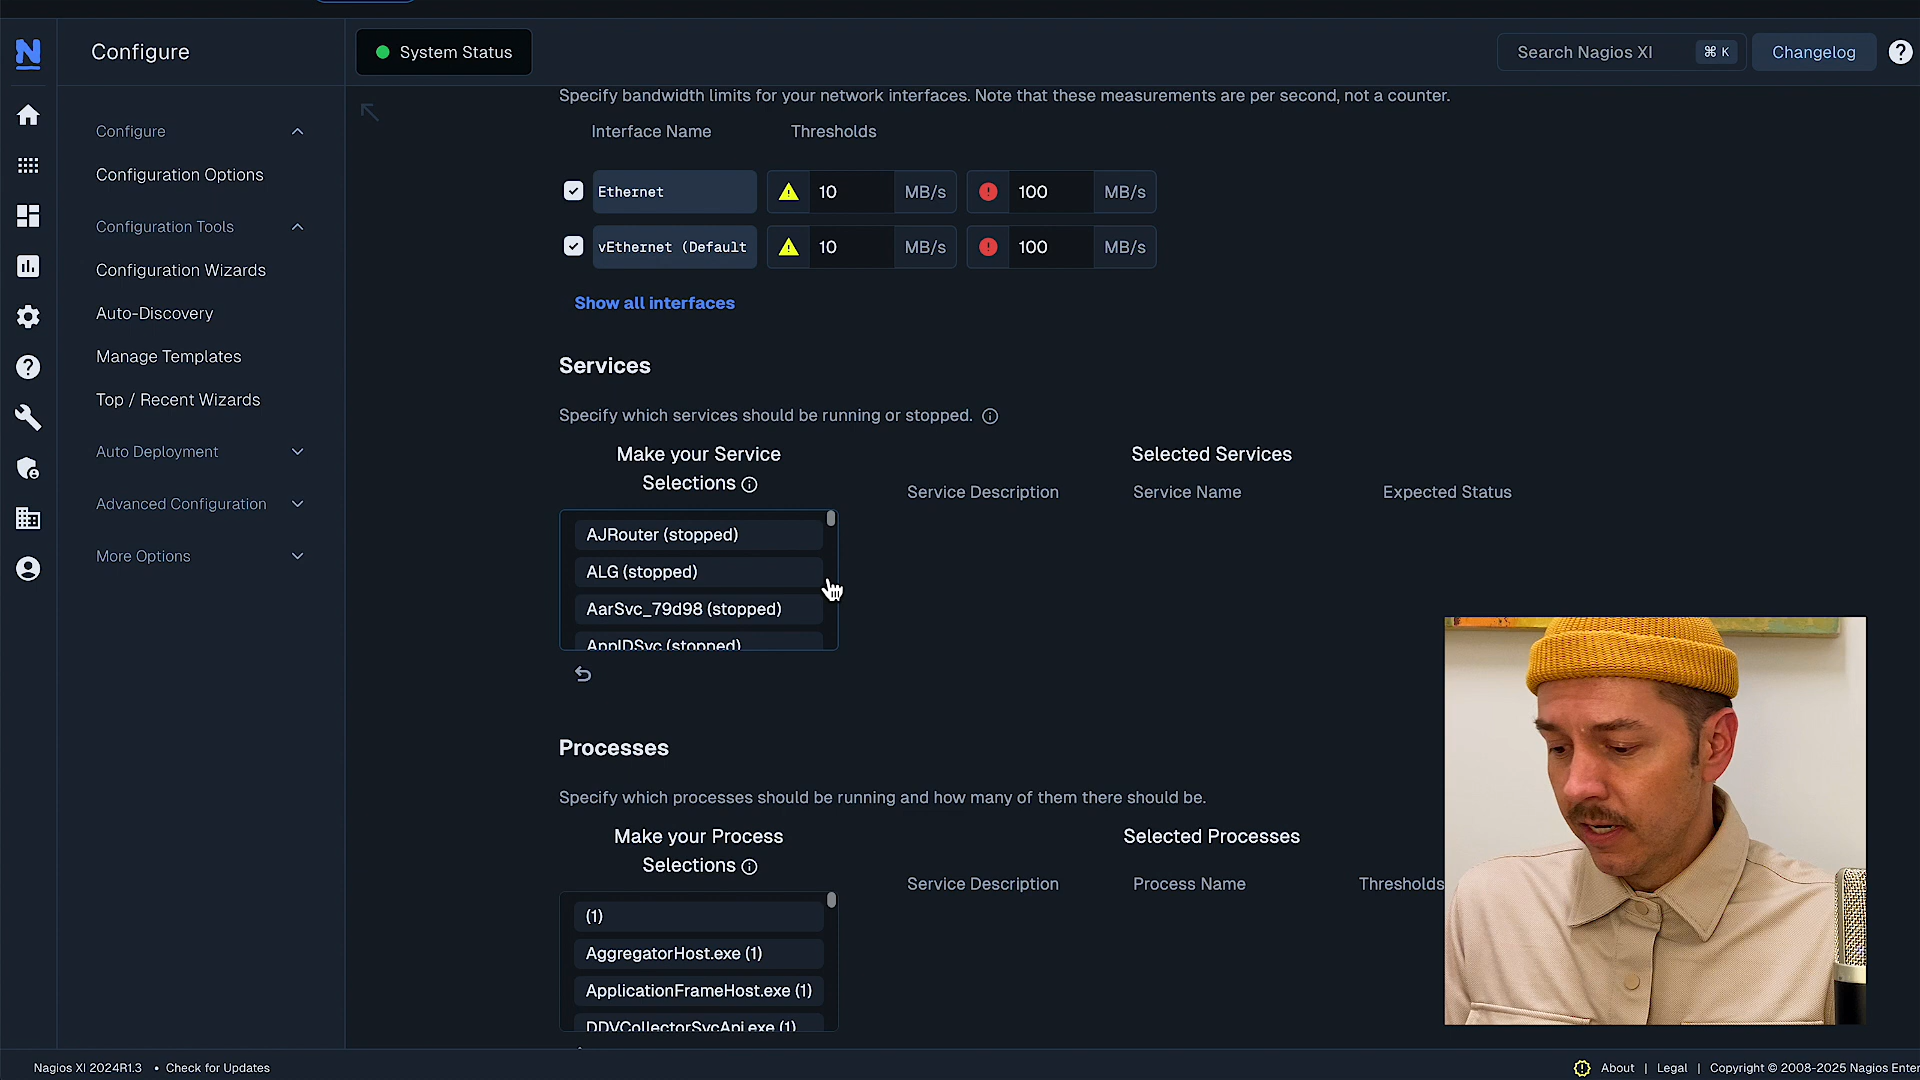 Configure
System Status
Search Nagios XI
⌘ K
Changelog
Configure
Configuration Options
Configuration Tools
Configuration Wizards
Auto-Discovery
Manage Templates
Top / Recent Wizards
Auto Deployment
Advanced Configuration
More Options
Specify bandwidth limits for your network interfaces. Note that these measurements are per second, not a counter.
Interface Name Thresholds
Ethernet 10 MB/s 100 MB/s
vEthernet (Default 10 MB/s 100 MB/s
Show all interfaces
Services
Specify which services should be running or stopped.
Make your Service
Selections
Selected Services
Service Description Service Name Expected Status
AJRouter (stopped)
ALG (stopped)
AarSvc_79d98 (stopped)
AppIDSvc (stopped)
Processes
Specify which processes should be running and how many of them there should be.
Make your Process
Selections
Selected Processes
Service Description Process Name Thresholds
(1)
AggregatorHost.exe (1)
ApplicationFrameHost.exe (1)
DDVCollectorSvcApi.exe (1)
Nagios XI 2024R1.3 • Check for Updates
About | Legal | Copyright © 2008-2025 Nagios Enter